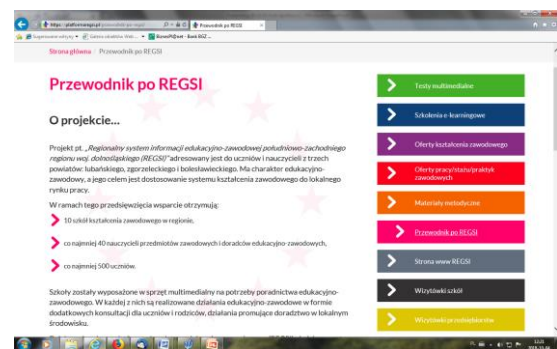 Przewodnik po REGSI
Strona główna / Przewodnik po REGSI
Przewodnik po REGSI
O projekcie...
Projekt pt. „Regionalny system informacji edukacyjno-zawodowej południowo-zachodniego
regionu woj. dolnośląskiego (REGSI)" adresowany jest do uczniów i nauczycieli z trzech
powiatów: lubańskiego, zgorzeleckiego i bolesławieckiego. Ma charakter edukacyjno-
zawodowy, a jego celem jest dostosowanie systemu kształcenia zawodowego do lokalnego
rynku pracy.
W ramach tego przedsięwzięcia wsparcie otrzymują:
10 szkół kształcenia zawodowego w regionie,
co najmniej 40 nauczycieli przedmiotów zawodowych i doradców edukacyjno-zawodowych,
co najmniej 500 uczniów.
Szkoły zostały wyposażone w sprzęt multimedialny na potrzeby poradnictwa edukacyjno-
zawodowego. W każdej z nich są realizowane działania edukacyjno-zawodowe w formie
dodatkowych konsultacji dla uczniów i rodziców, działania promujące doradztwo w lokalnym
środowisku.
Testy multimedialne
Szkolenia e-learningowe
Oferty kształcenia zawodowego
Oferty pracy/stażu/praktyk
zawodowych
Materiały metodyczne
Przewodnik po REGSI
Strona www REGSI
Wizytówki szkół
Wizytówki przedsiębiorców